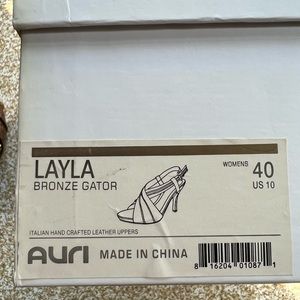 LAYLA
BRONZE GATOR
WOMENS 40
US 10
ITALIAN HAND CRAFTED LEATHER UPPERS
AURI MADE IN CHINA
8 16204 01087 1